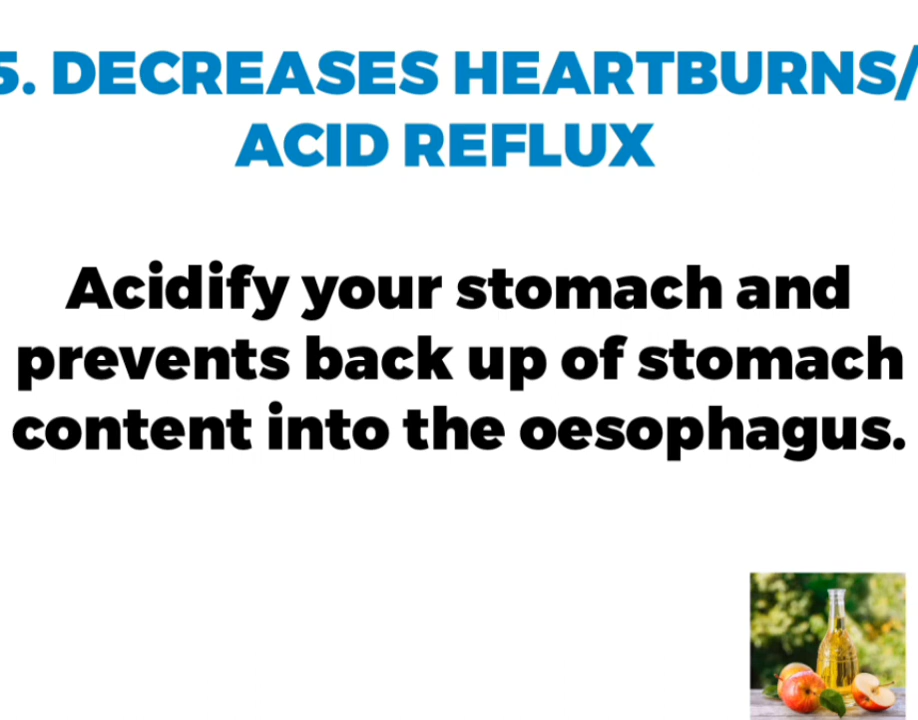 5. DECREASES HEARTBURNS/
ACID REFLUX
Acidify your stomach and
prevents back up of stomach
content into the oesophagus.